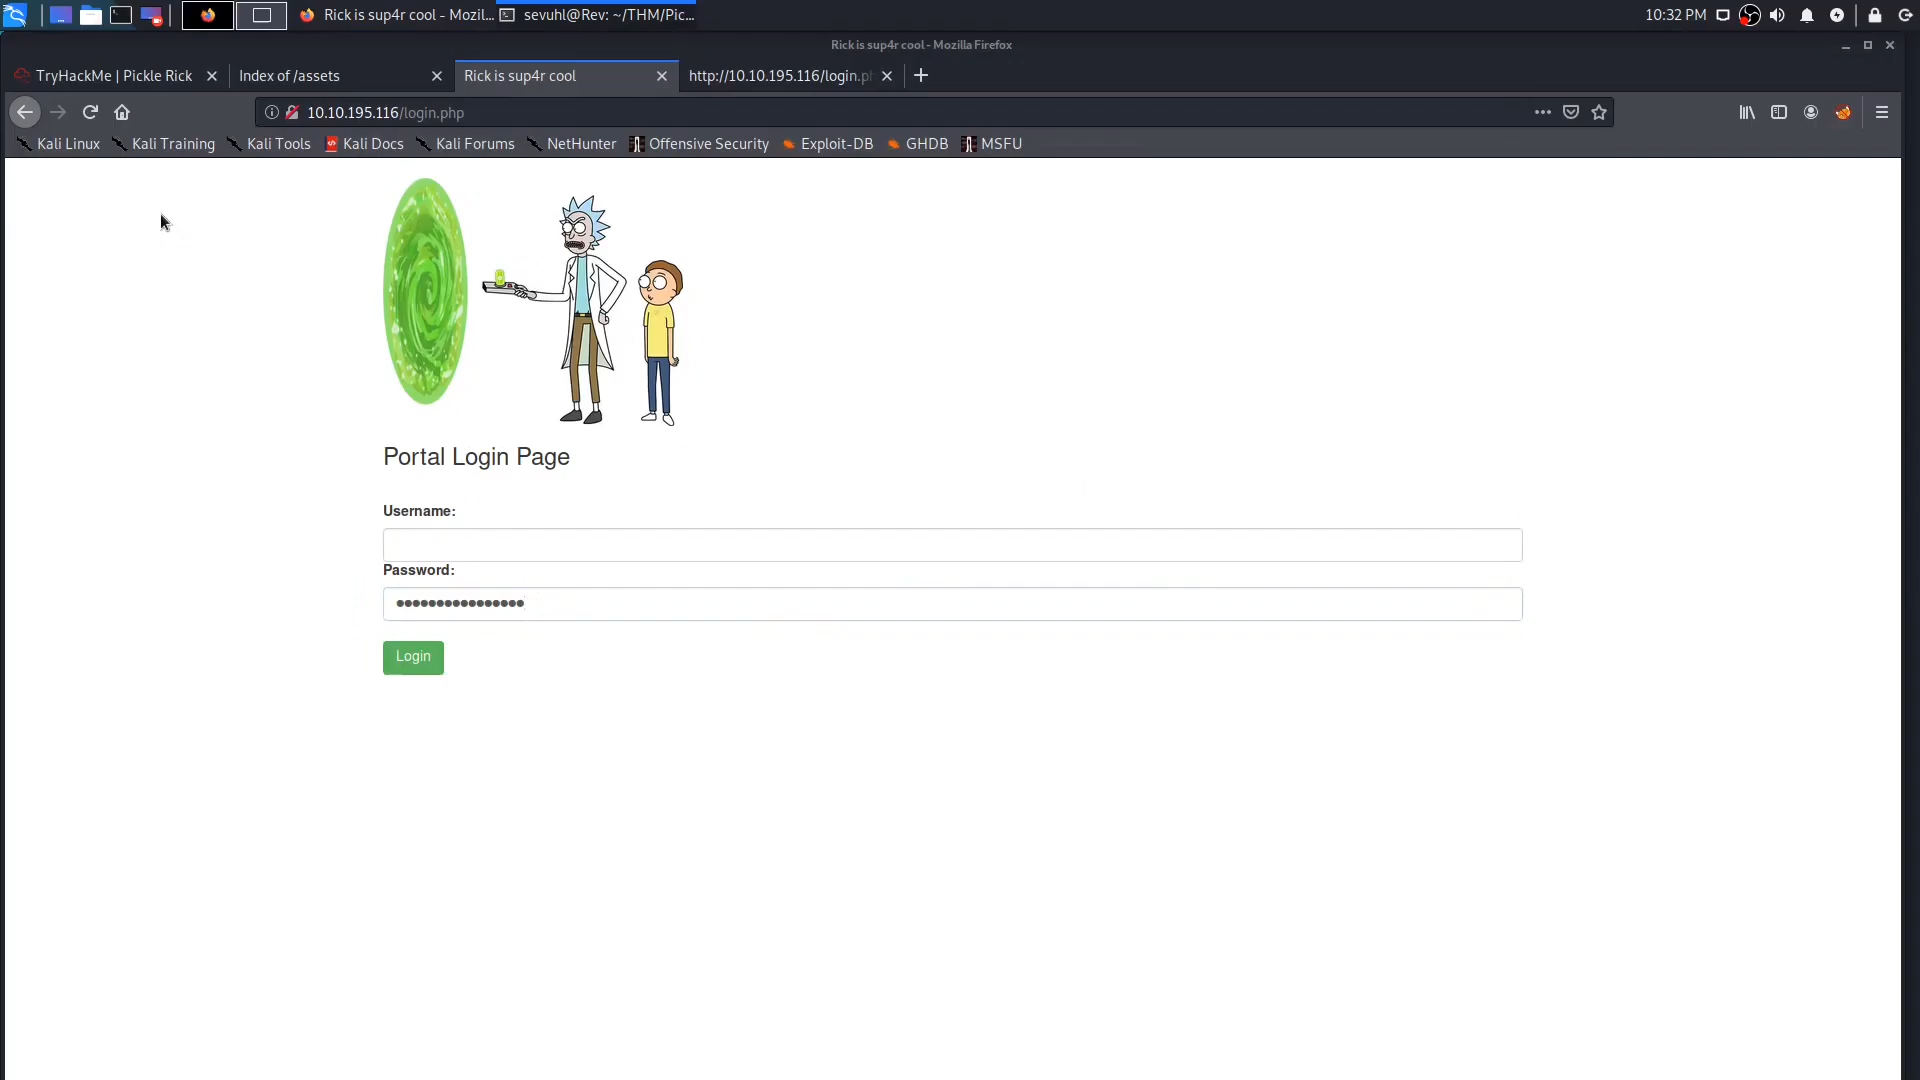 Rick is sup4r cool - Mozil...
sevuhl@Rev: ~/THM/Pic...
10:32 PM
Rick is sup4r cool - Mozilla Firefox
TryHackMe | Pickle Rick
Index of /assets
Rick is sup4r cool
http://10.10.195.116/login.ph
10.10.195.116/login.php
Kali Linux
Kali Training
Kali Tools
Kali Docs
Kali Forums
NetHunter
Offensive Security
Exploit-DB
GHDB
MSFU
Portal Login Page
Username:
Password:
Login